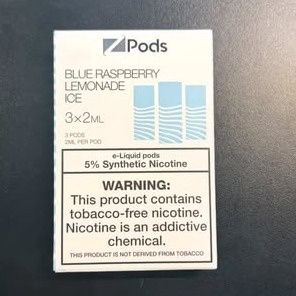 Z Pods
BLUE RASPBERRY
LEMONADE
ICE
3×2ML
3 PODS
2ML PER POD
e-Liquid pods
5% Synthetic Nicotine
WARNING:
This product contains
tobacco-free nicotine.
Nicotine is an addictive
chemical.
THIS PRODUCT IS NOT DERIVED FROM TOBACCO